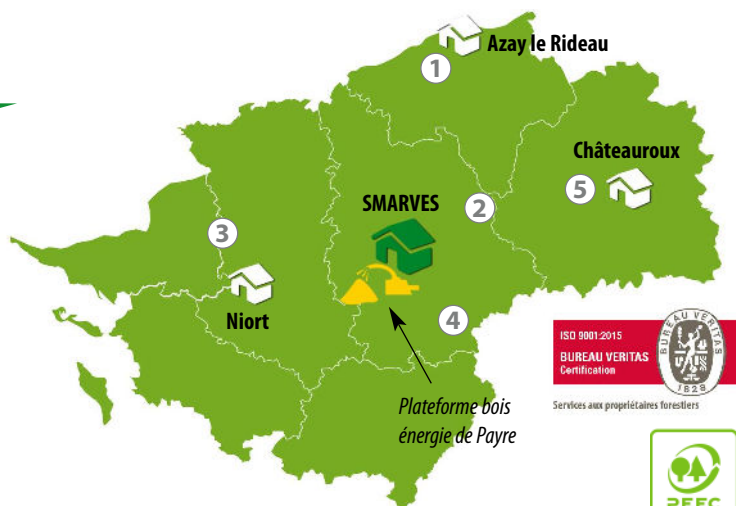 Azay le Rideau
1
Châteauroux
5
SMARVES
2
3
Niort
4
Plateforme bois
énergie de Payre
ISO 9001:2015
BUREAU VERITAS
Certification
BUREAU VERITAS
1828
Services aux propriétaires forestiers
PEFC